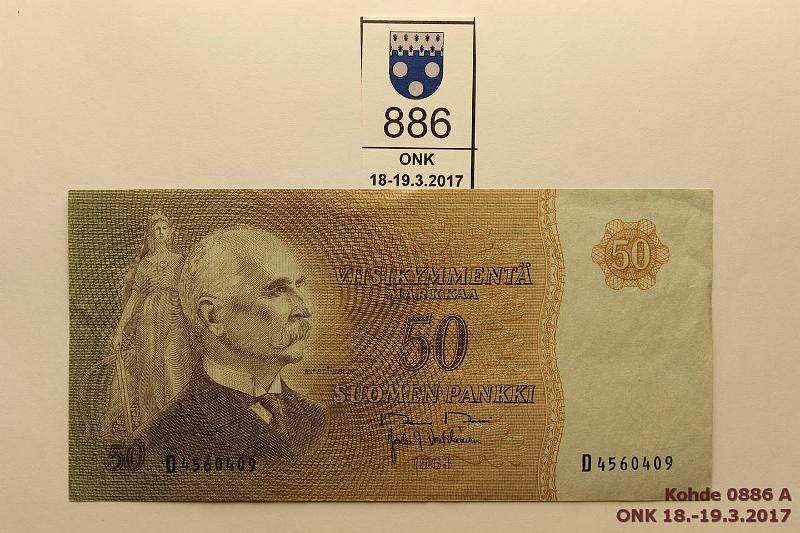 886
ONK
18-19.3.2017
50
VIISIKYMMENTÄ
MARKKAA
50
SUOMEN PANKKI
1963
50
D4560409
D4560409
Kohde 0886 A
ONK 18.-19.3.2017